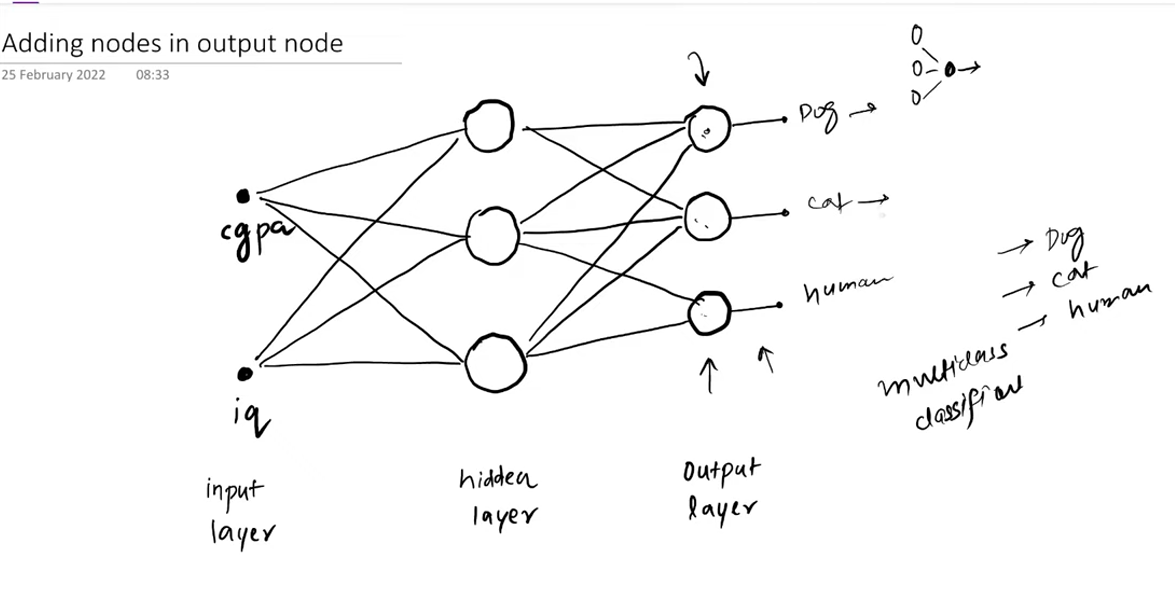 Adding nodes in output node
25 February 2022 08:33
Dog
cat
human
cgpa
iq
Dog
cat
human
multiclass
input
layer
hidden
layer
output
layer